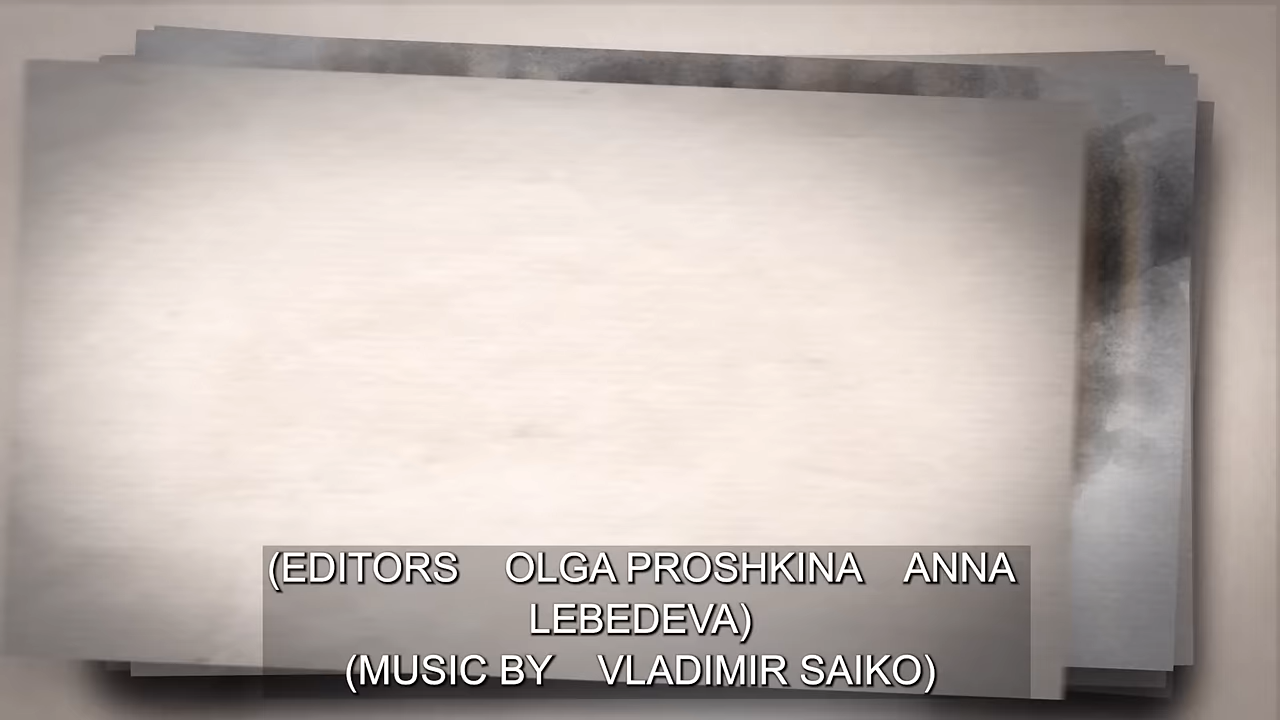 (EDITORS OLGA PROSHKINA ANNA
LEBEDEVA)
(MUSIC BY VLADIMIR SAIKO)